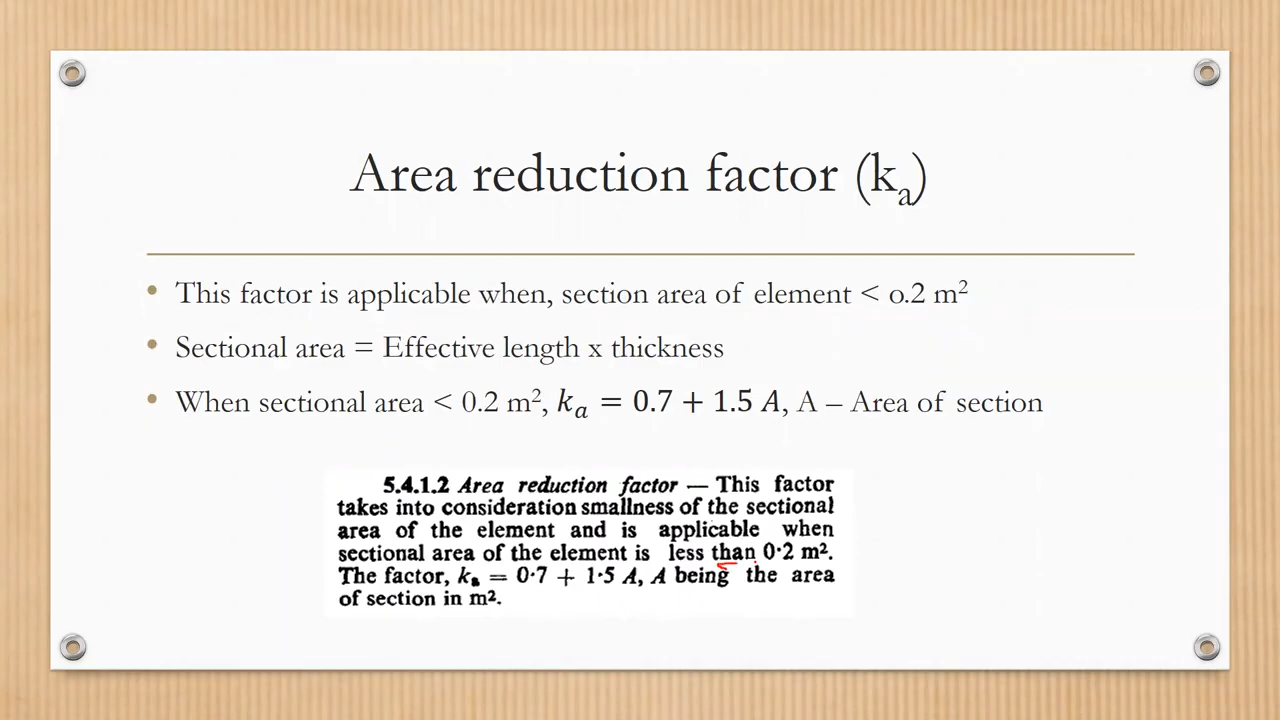 Area reduction factor (kₐ)
• This factor is applicable when, section area of element < 0.2 m²
• Sectional area = Effective length x thickness
• When sectional area < 0.2 m², kₐ = 0.7 + 1.5 A, A – Area of section
5.4.1.2 Area reduction factor — This factor
takes into consideration smallness of the sectional
area of the element and is applicable when
sectional area of the element is less than 0·2 m².
The factor, kₐ = 0·7 + 1·5 A, A being the area
of section in m².